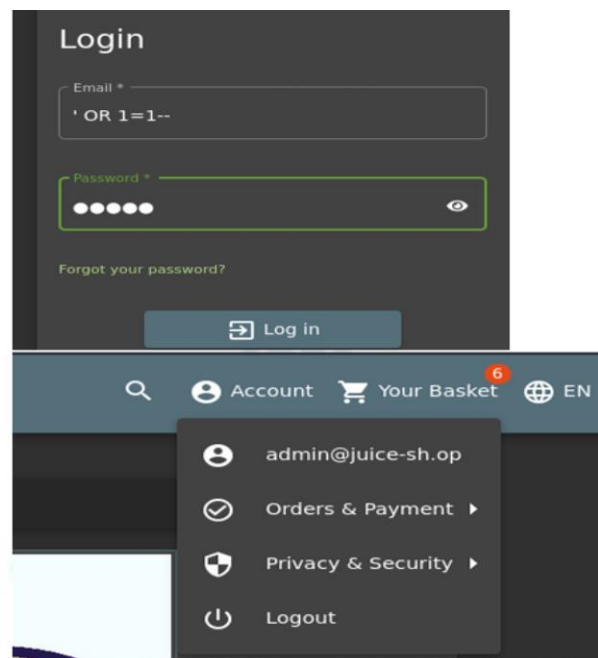 Login
Email *
' OR 1=1--
Password *
Forgot your password?
Log in
6
Account Your Basket EN
admin@juice-sh.op
Orders & Payment
Privacy & Security
Logout